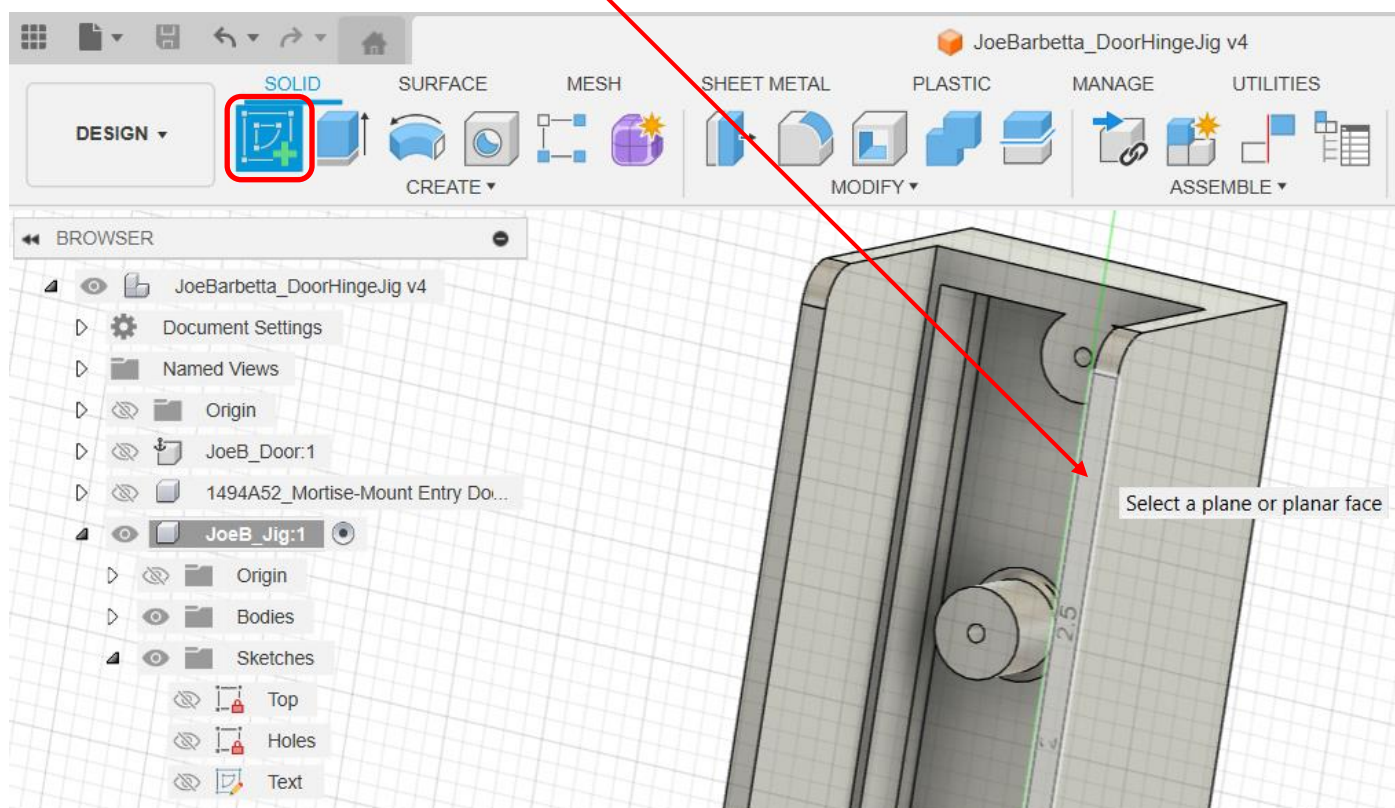 JoeBarbetta_DoorHingeJig v4
SOLID SURFACE MESH SHEET METAL PLASTIC MANAGE UTILITIES
DESIGN
CREATE MODIFY ASSEMBLE
BROWSER
JoeBarbetta_DoorHingeJig v4
Document Settings
Named Views
Origin
JoeB_Door:1
1494A52_Mortise-Mount Entry Do...
Select a plane or planar face
JoeB_Jig:1
Origin
Bodies
2.5
Sketches
Top
Holes
2
Text